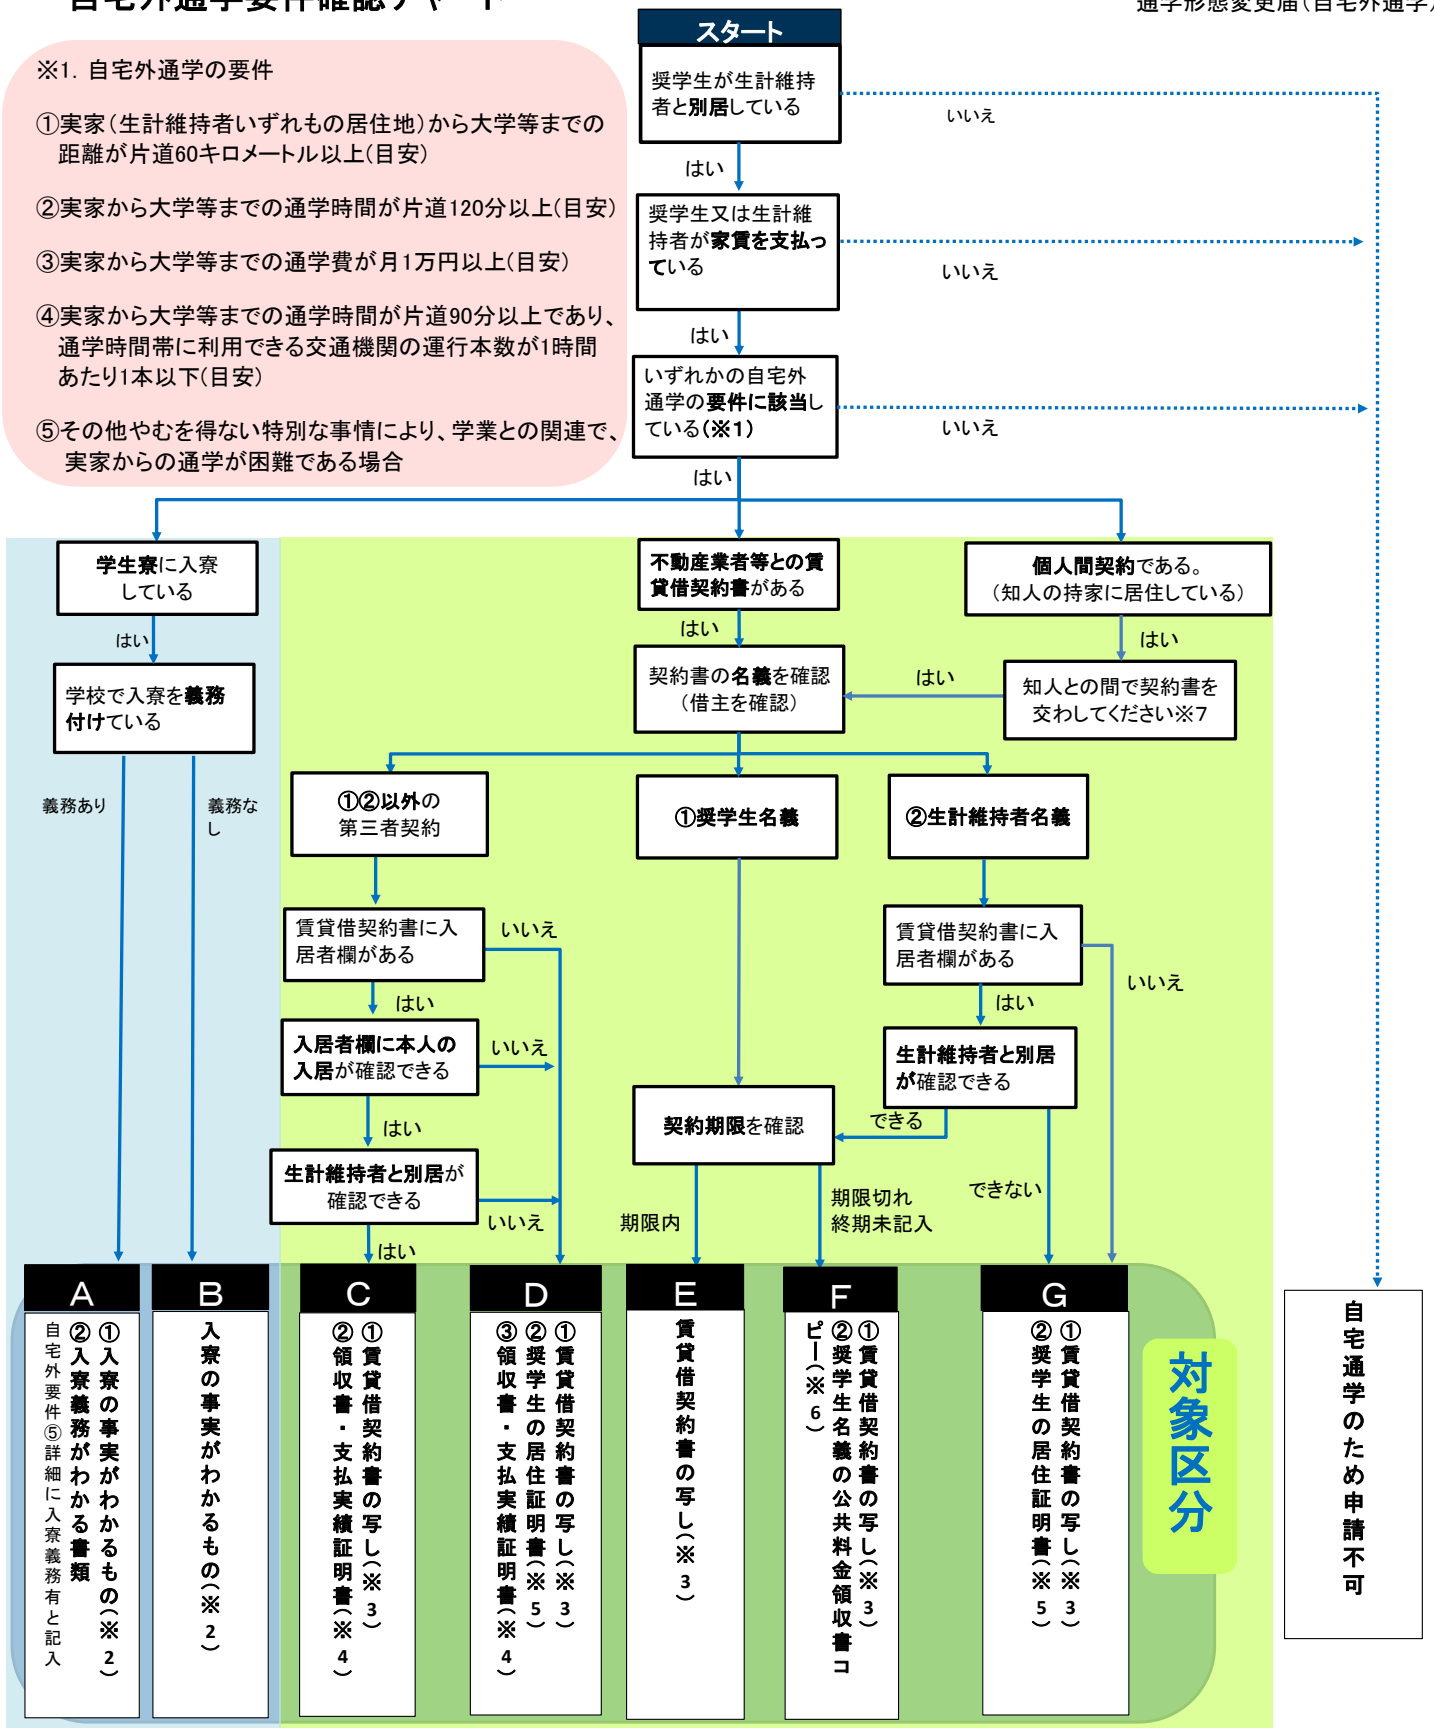 自宅外通学要件確認チャート
通学形態変更届（自宅外通学）
※1．自宅外通学の要件
①実家（生計維持者いずれもの居住地）から大学等までの
距離が片道60キロメートル以上（目安）
②実家から大学等までの通学時間が片道120分以上（目安）
③実家から大学等までの通学費が月1万円以上（目安）
④実家から大学等までの通学時間が片道90分以上であり、
通学時間帯に利用できる交通機関の運行本数が1時間
あたり1本以下（目安）
⑤その他やむを得ない特別な事情により、学業との関連で、
実家からの通学が困難である場合
スタート
奨学生が生計維持
者と別居している
いいえ
はい
奨学生又は生計維
持者が家賃を支払っ
ている
いいえ
はい
いずれかの自宅外
通学の要件に該当し
ている（※1）
いいえ
はい
学生寮に入寮
している
はい
学校で入寮を義務
付けている
義務あり
義務な
し
不動産業者等との賃
貸借契約書がある
はい
個人間契約である。
（知人の持家に居住している）
はい
知人との間で契約書を
交わしてください※7
はい
契約書の名義を確認
（借主を確認）
①②以外の
第三者契約
①奨学生名義
②生計維持者名義
賃貸借契約書に入
居者欄がある
いいえ
はい
入居者欄に本人の
入居が確認できる
いいえ
はい
生計維持者と別居が
確認できる
いいえ
はい
賃貸借契約書に入
居者欄がある
いいえ
はい
生計維持者と別居
が確認できる
できる
できない
契約期限を確認
期限内
期限切れ
終期未記入
A
①入寮の事実がわかるもの（※2）
②入寮義務がわかる書類
自宅外要件⑤詳細に入寮義務有と記入
B
入寮の事実がわかるもの（※2）
C
①賃貸借契約書の写し（※3）
②領収書・支払実績証明書（※4）
D
①賃貸借契約書の写し（※3）
②奨学生の居住証明書（※5）
③領収書・支払実績証明書（※4）
E
賃貸借契約書の写し（※3）
F
①賃貸借契約書の写し（※3）
②奨学生名義の公共料金領収書コ
ピー（※6）
G
①賃貸借契約書の写し（※3）
②奨学生の居住証明書（※5）
対象区分
自宅通学のため申請不可